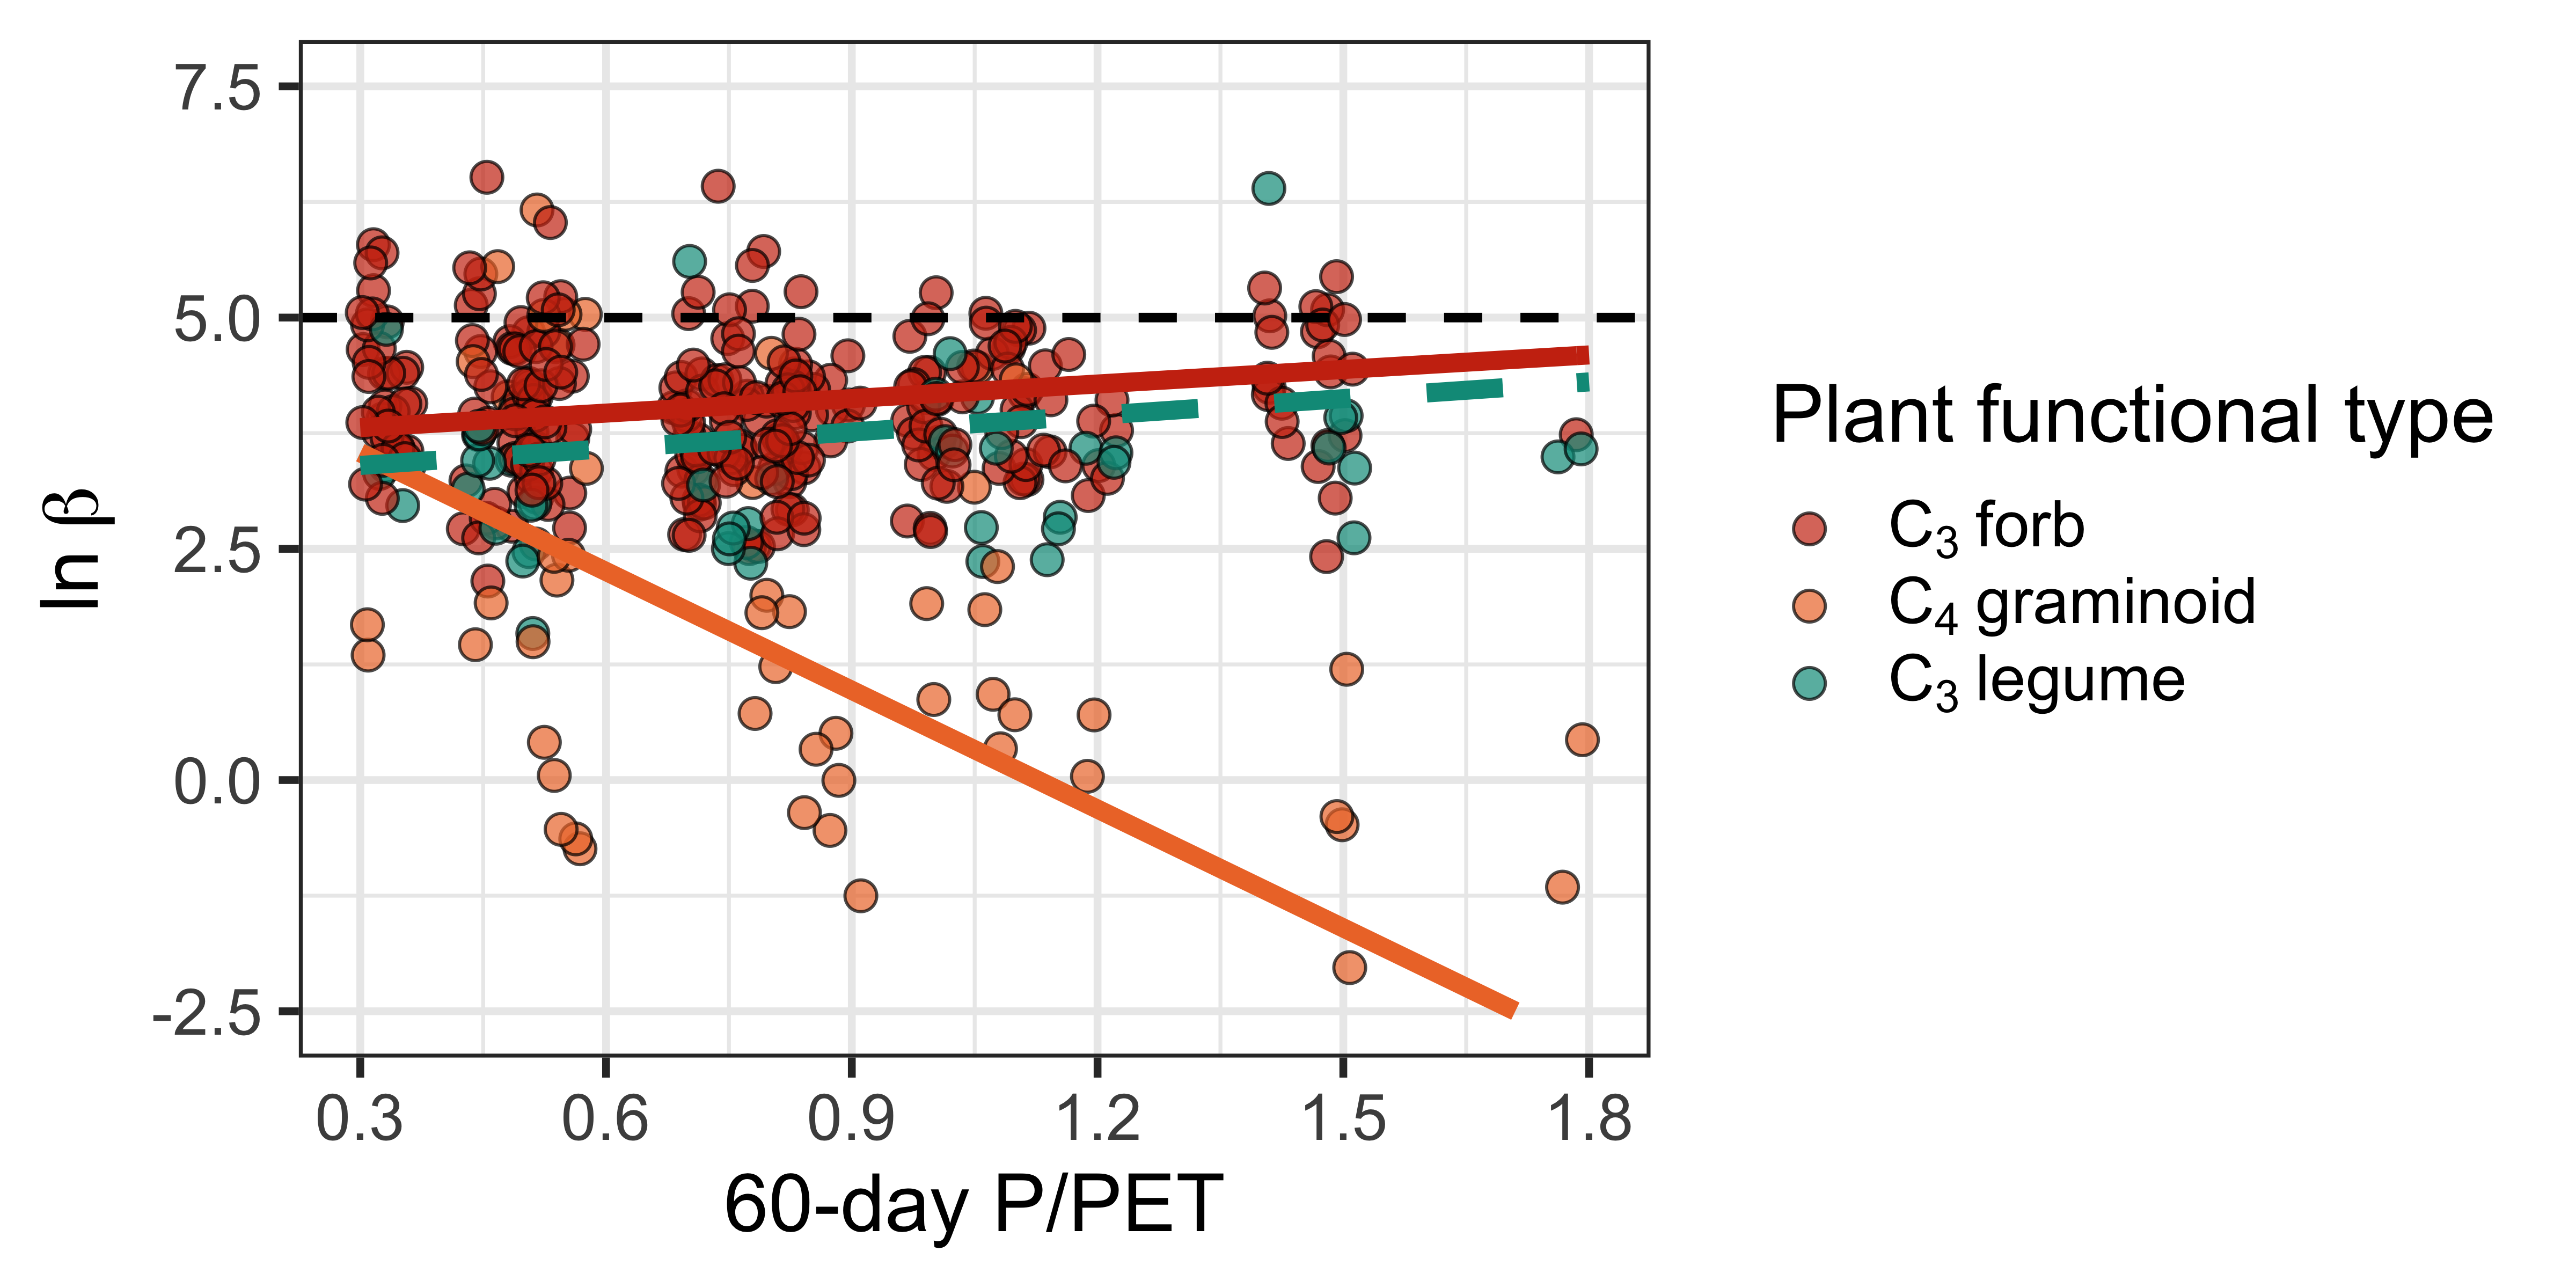 7.5
5.0
2.5
0.0
-2.5
ln β
0.3 0.6 0.9 1.2 1.5 1.8
60-day P/PET
Plant functional type
C₃ forb
C₄ graminoid
C₃ legume